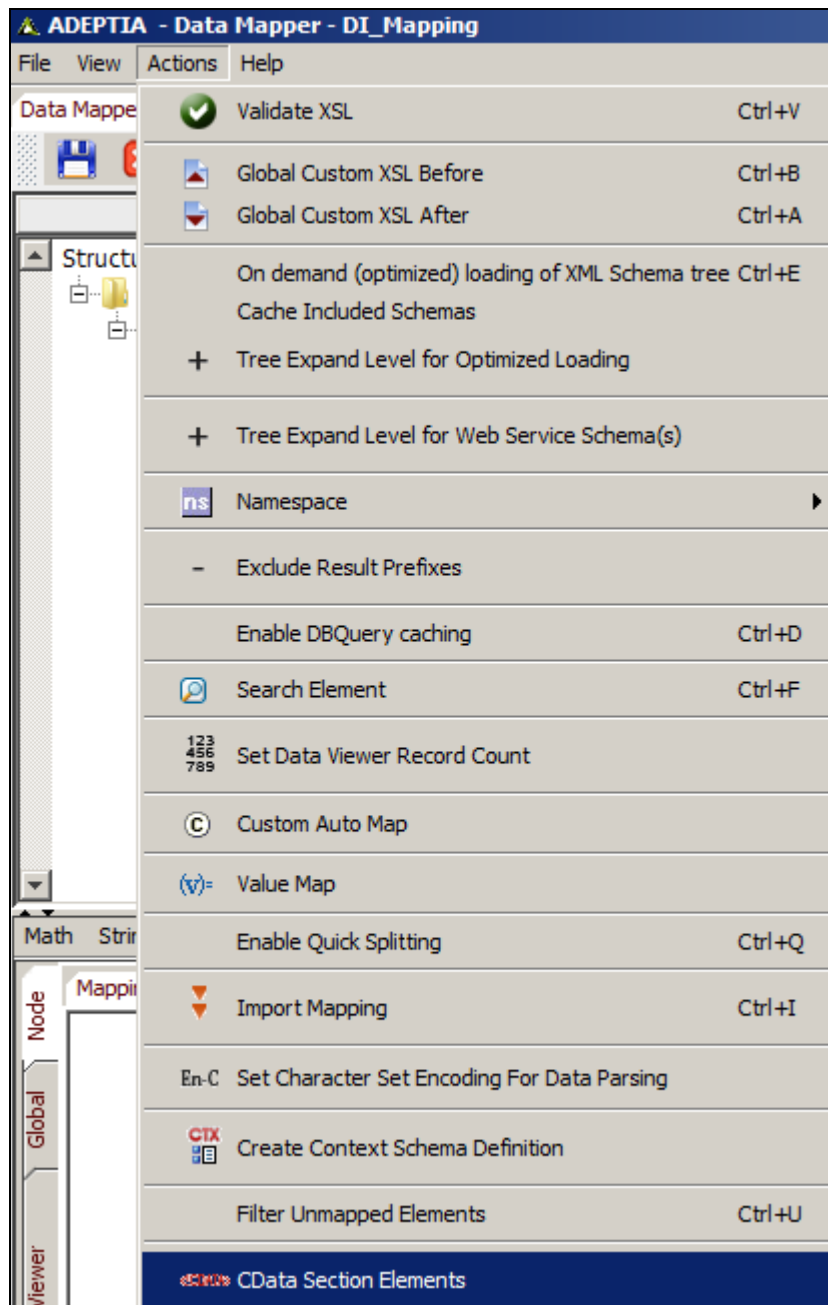 ADEPTIA - Data Mapper - DI_Mapping
File View Actions Help
Data Mappe
Validate XSL Ctrl+V
Global Custom XSL Before Ctrl+B
Global Custom XSL After Ctrl+A
Structu
On demand (optimized) loading of XML Schema tree Ctrl+E
Cache Included Schemas
+ Tree Expand Level for Optimized Loading
+ Tree Expand Level for Web Service Schema(s)
ns Namespace
- Exclude Result Prefixes
Enable DBQuery caching Ctrl+D
Search Element Ctrl+F
123
456
789
Set Data Viewer Record Count
C Custom Auto Map
(v)= Value Map
Math Strin
Enable Quick Splitting Ctrl+Q
Mappin
Import Mapping Ctrl+I
Node
En-C Set Character Set Encoding For Data Parsing
Global
CTX Create Context Schema Definition
Filter Unmapped Elements Ctrl+U
CData Section Elements
Viewer